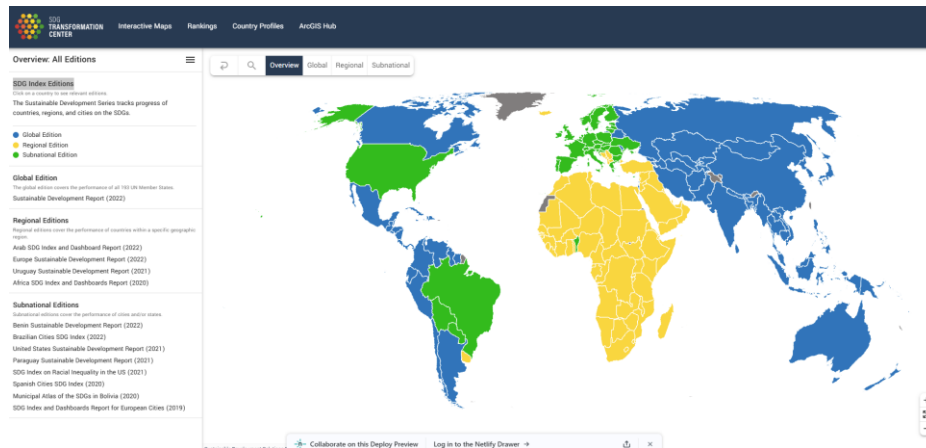 SDG
TRANSFORMATION
CENTER
Interactive Maps
Rankings
Country Profiles
ArcGIS Hub
Overview: All Editions
Overview
Global
Regional
Subnational
SDG Index Editions
Click on a country to see relevant editions.
The Sustainable Development Series tracks progress of
countries, regions, and cities on the SDGs.
Global Edition
Regional Edition
Subnational Edition
Global Edition
The global edition covers the performance of all 193 UN Member States.
Sustainable Development Report (2022)
Regional Editions
Regional editions cover the performance of countries within a specific geographic
region.
Arab SDG Index and Dashboard Report (2022)
Europe Sustainable Development Report (2022)
Uruguay Sustainable Development Report (2021)
Africa SDG Index and Dashboards Report (2020)
Subnational Editions
Subnational editions cover the performance of cities and/or states.
Benin Sustainable Development Report (2022)
Brazilian Cities SDG Index (2022)
United States Sustainable Development Report (2021)
Paraguay Sustainable Development Report (2021)
SDG Index on Racial Inequality in the US (2021)
Spanish Cities SDG Index (2020)
Municipal Atlas of the SDGs in Bolivia (2020)
SDG Index and Dashboards Report for European Cities (2019)
Collaborate on this Deploy Preview
Log in to the Netlify Drawer →